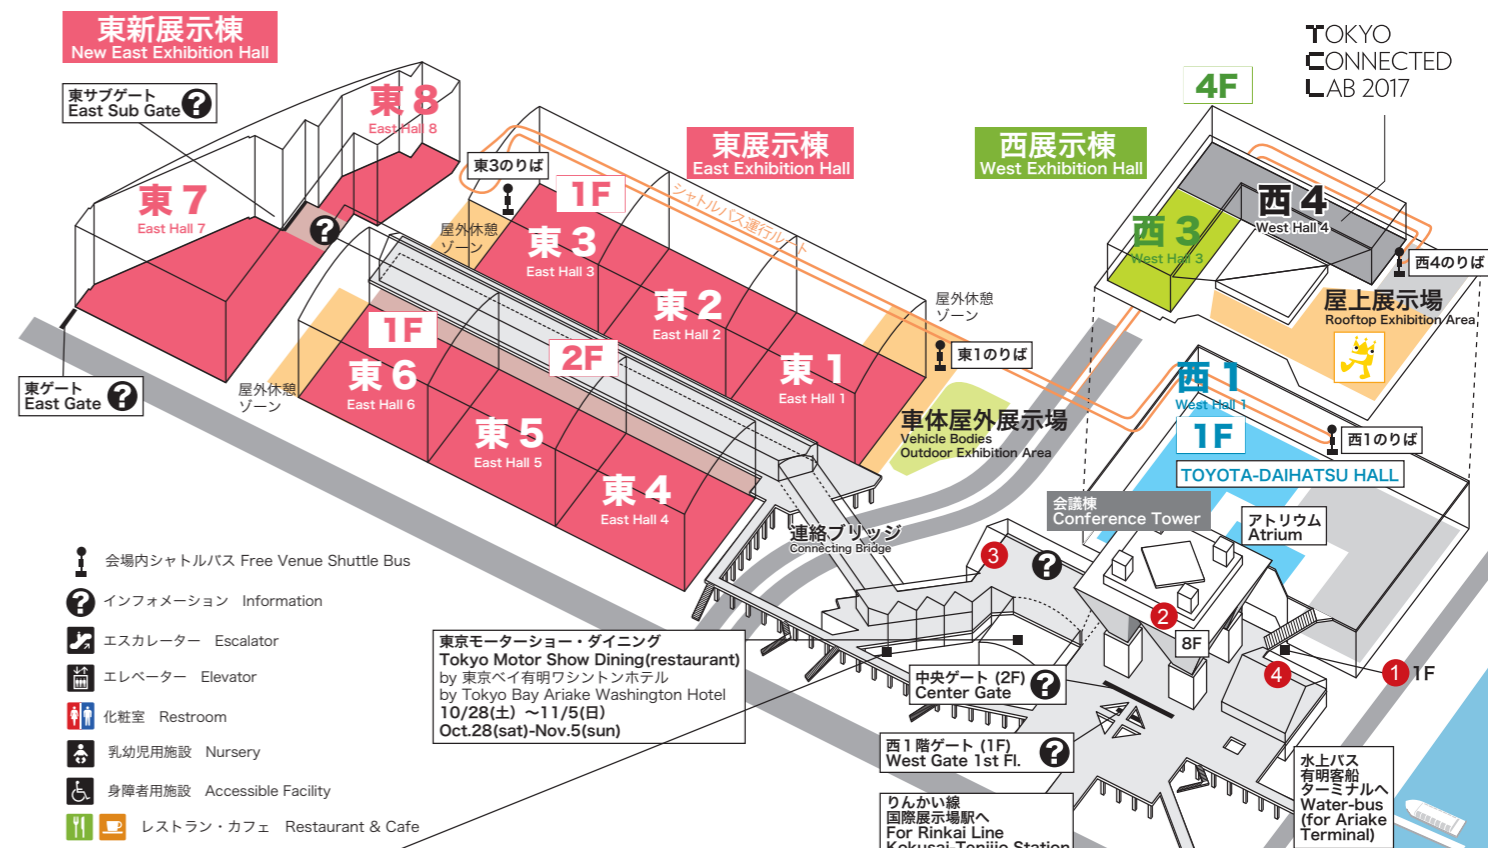 東新展示棟
New East Exhibition Hall
東サブゲート
East Sub Gate
東8
East Hall 8
東7
East Hall 7
東ゲート
East Gate
東3のりば
屋外休憩
ゾーン
1F
東3
East Hall 3
東2
East Hall 2
東1
East Hall 1
東展示棟
East Exhibition Hall
シャトルバス運行ルート
屋外休憩
ゾーン
東1のりば
1F
2F
東6
East Hall 6
東5
East Hall 5
東4
East Hall 4
屋外休憩
ゾーン
車体屋外展示場
Vehicle Bodies
Outdoor Exhibition Area
西展示棟
West Exhibition Hall
4F
TOKYO
CONNECTED
LAB 2017
西4
West Hall 4
西3
West Hall 3
西4のりば
屋上展示場
Rooftop Exhibition Area
西1
West Hall 1
1F
西1のりば
TOYOTA-DAIHATSU HALL
会議棟
Conference Tower
アトリウム
Atrium
連絡ブリッジ
Connecting Bridge
3
2
8F
4
1 1F
会場内シャトルバス Free Venue Shuttle Bus
インフォメーション Information
エスカレーター Escalator
エレベーター Elevator
化粧室 Restroom
乳幼児用施設 Nursery
身障者用施設 Accessible Facility
レストラン・カフェ Restaurant & Cafe
東京モーターショー・ダイニング
Tokyo Motor Show Dining(restaurant)
by 東京ベイ有明ワシントンホテル
by Tokyo Bay Ariake Washington Hotel
10/28(土）〜11/5(日)
Oct.28(sat)-Nov.5(sun)
中央ゲート (2F)
Center Gate
西1階ゲート (1F)
West Gate 1st Fl.
りんかい線
国際展示場駅へ
For Rinkai Line
Kokusai-Tenjijo Station
水上バス
有明客船
ターミナルへ
Water-bus
(for Ariake
Terminal)